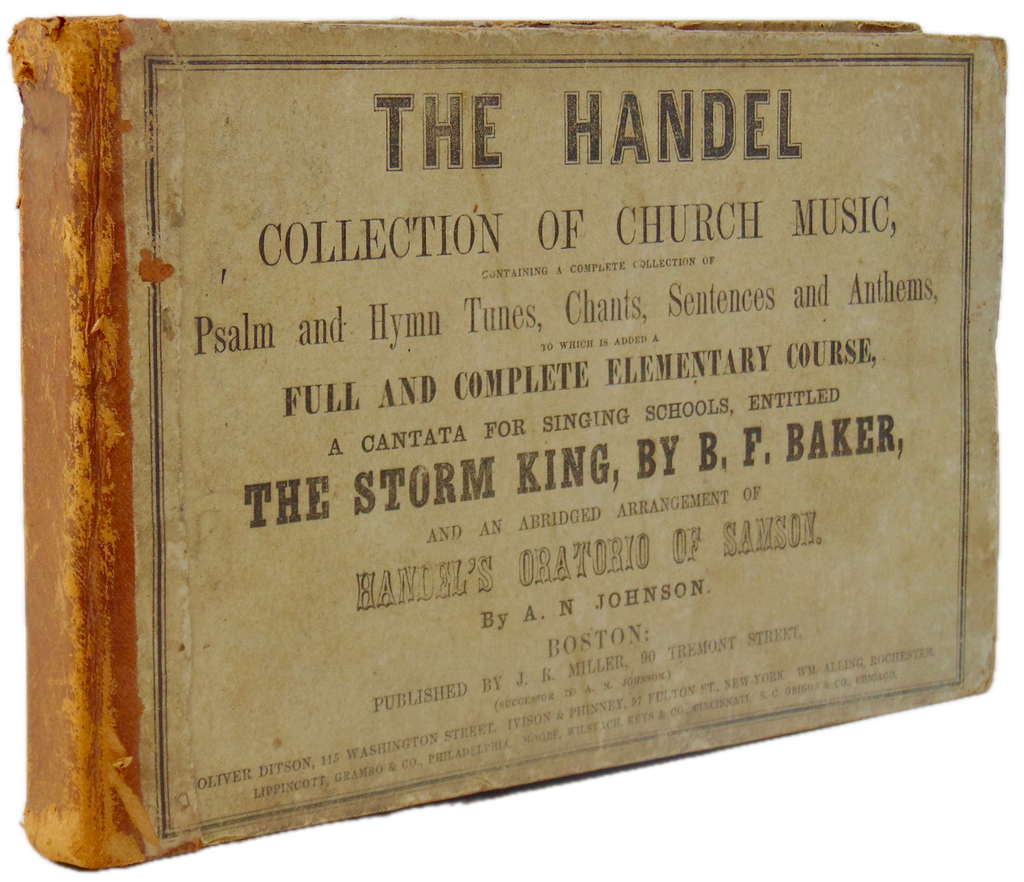 THE HANDEL
COLLECTION OF CHURCH MUSIC,
CONTAINING A COMPLETE COLLECTION OF
Psalm and Hymn Tunes, Chants, Sentences and Anthems,
TO WHICH IS ADDED A
FULL AND COMPLETE ELEMENTARY COURSE,
A CANTATA FOR SINGING SCHOOLS, ENTITLED
THE STORM KING, BY B. F. BAKER,
AND AN ABRIDGED ARRANGEMENT OF
HANDEL'S ORATORIO OF SAMSON.
By A. N JOHNSON.
BOSTON:
PUBLISHED BY J. R. MILLER, 90 TREMONT STREET,
(SUCCESSOR TO A. N. JOHNSON.)
OLIVER DITSON, 115 WASHINGTON STREET. IVISON & PHINNEY, 97 FULTON ST., NEW-YORK. WM. ALLING, ROCHESTER.
LIPPINCOTT, GRAMBO & CO., PHILADELPHIA. MOORE, WILSTACH, KEYS & CO., CINCINNATI. S. C. GRIGGS & CO., CHICAGO.